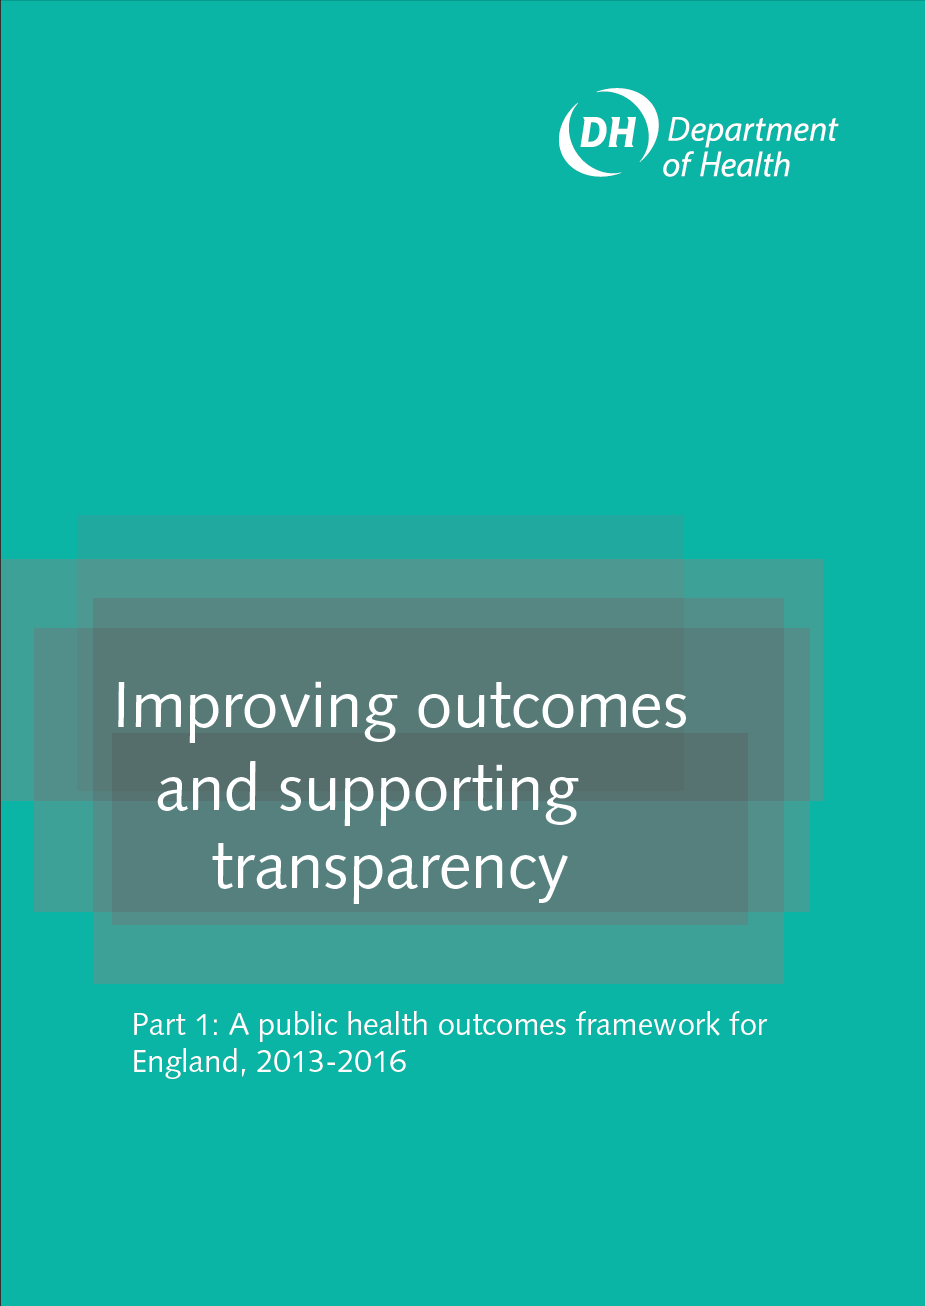 DH Department
of Health
Improving outcomes
and supporting
transparency
Part 1: A public health outcomes framework for
England, 2013-2016